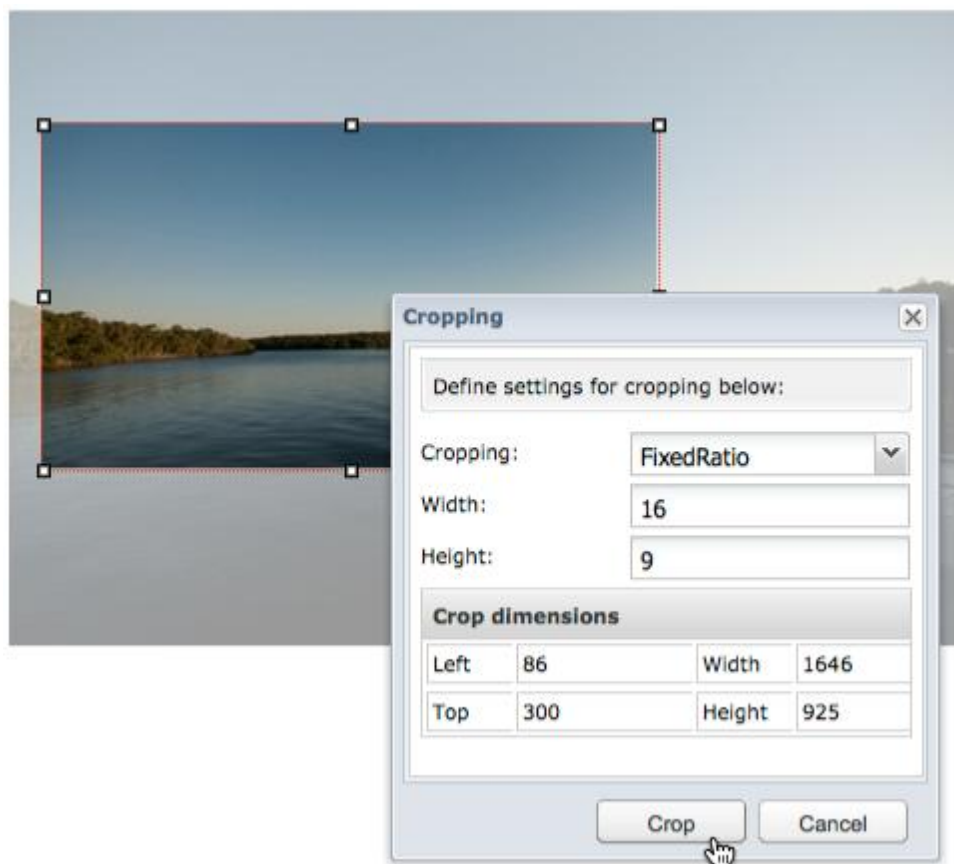 Cropping
Define settings for cropping below:
Cropping: FixedRatio
Width: 16
Height: 9
Crop dimensions
Left 86 Width 1646
Top 300 Height 925
Crop Cancel